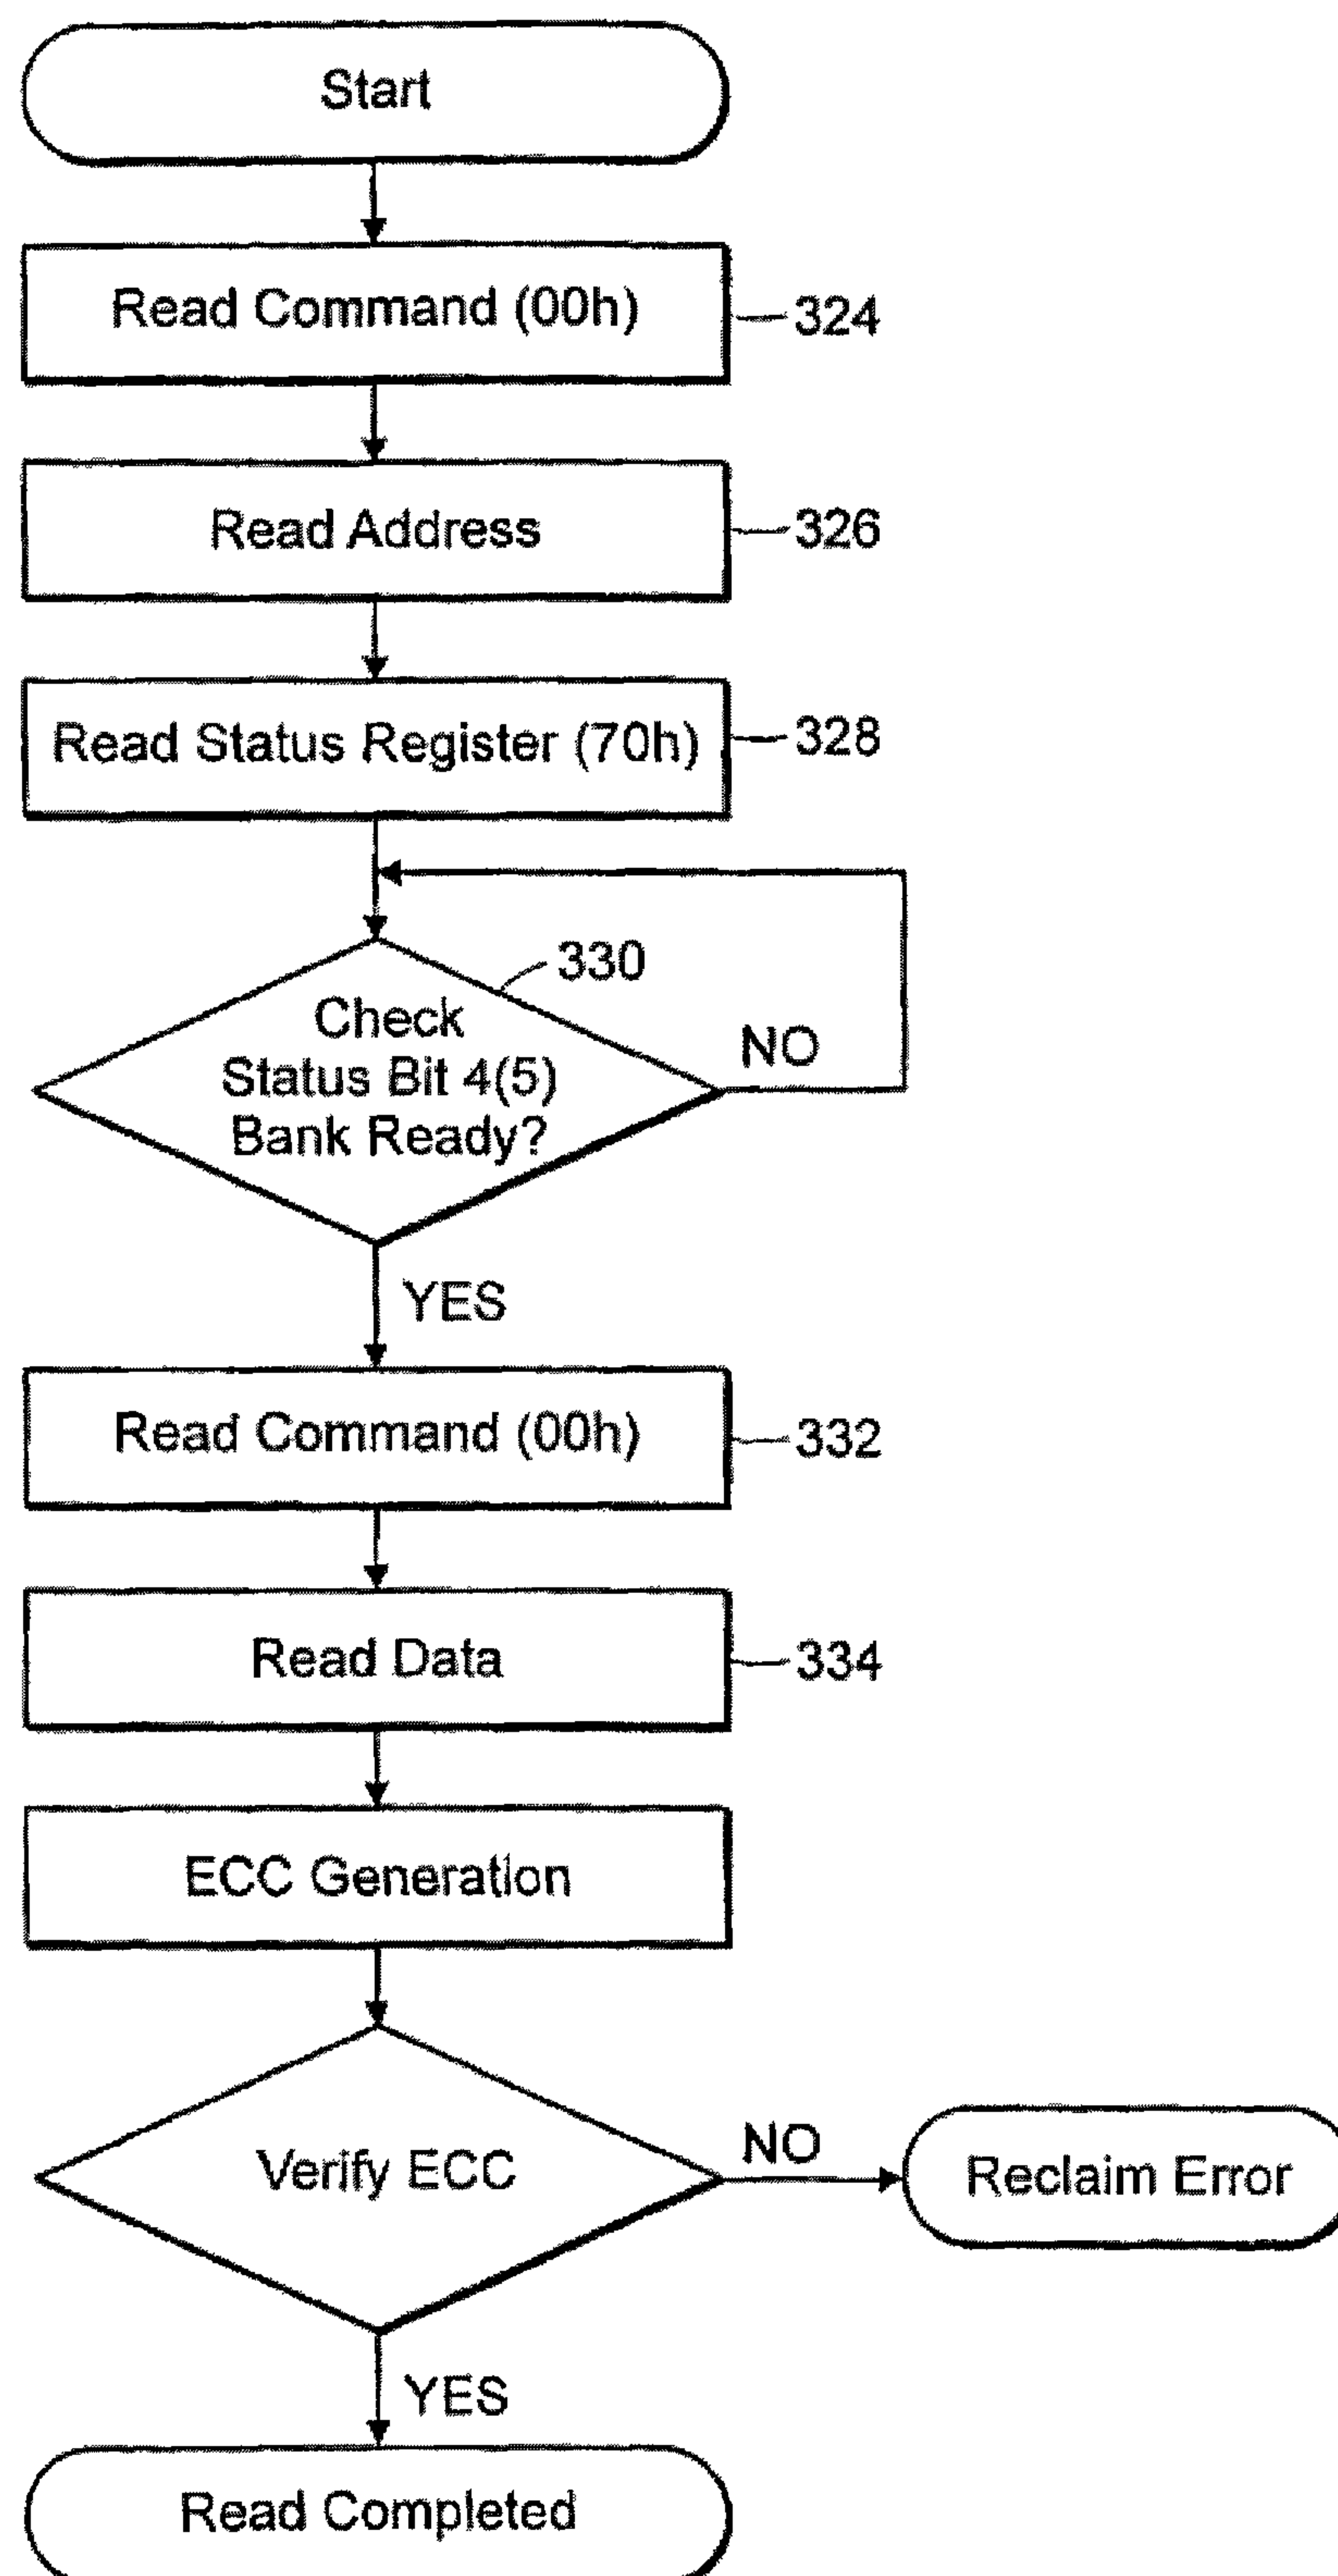 Start
Read Command (00h)
324
Read Address
326
Read Status Register (70h)
328
330
Check
Status Bit 4(5)
Bank Ready?
NO
YES
Read Command (00h)
332
Read Data
334
ECC Generation
Verify ECC
NO
Reclaim Error
YES
Read Completed